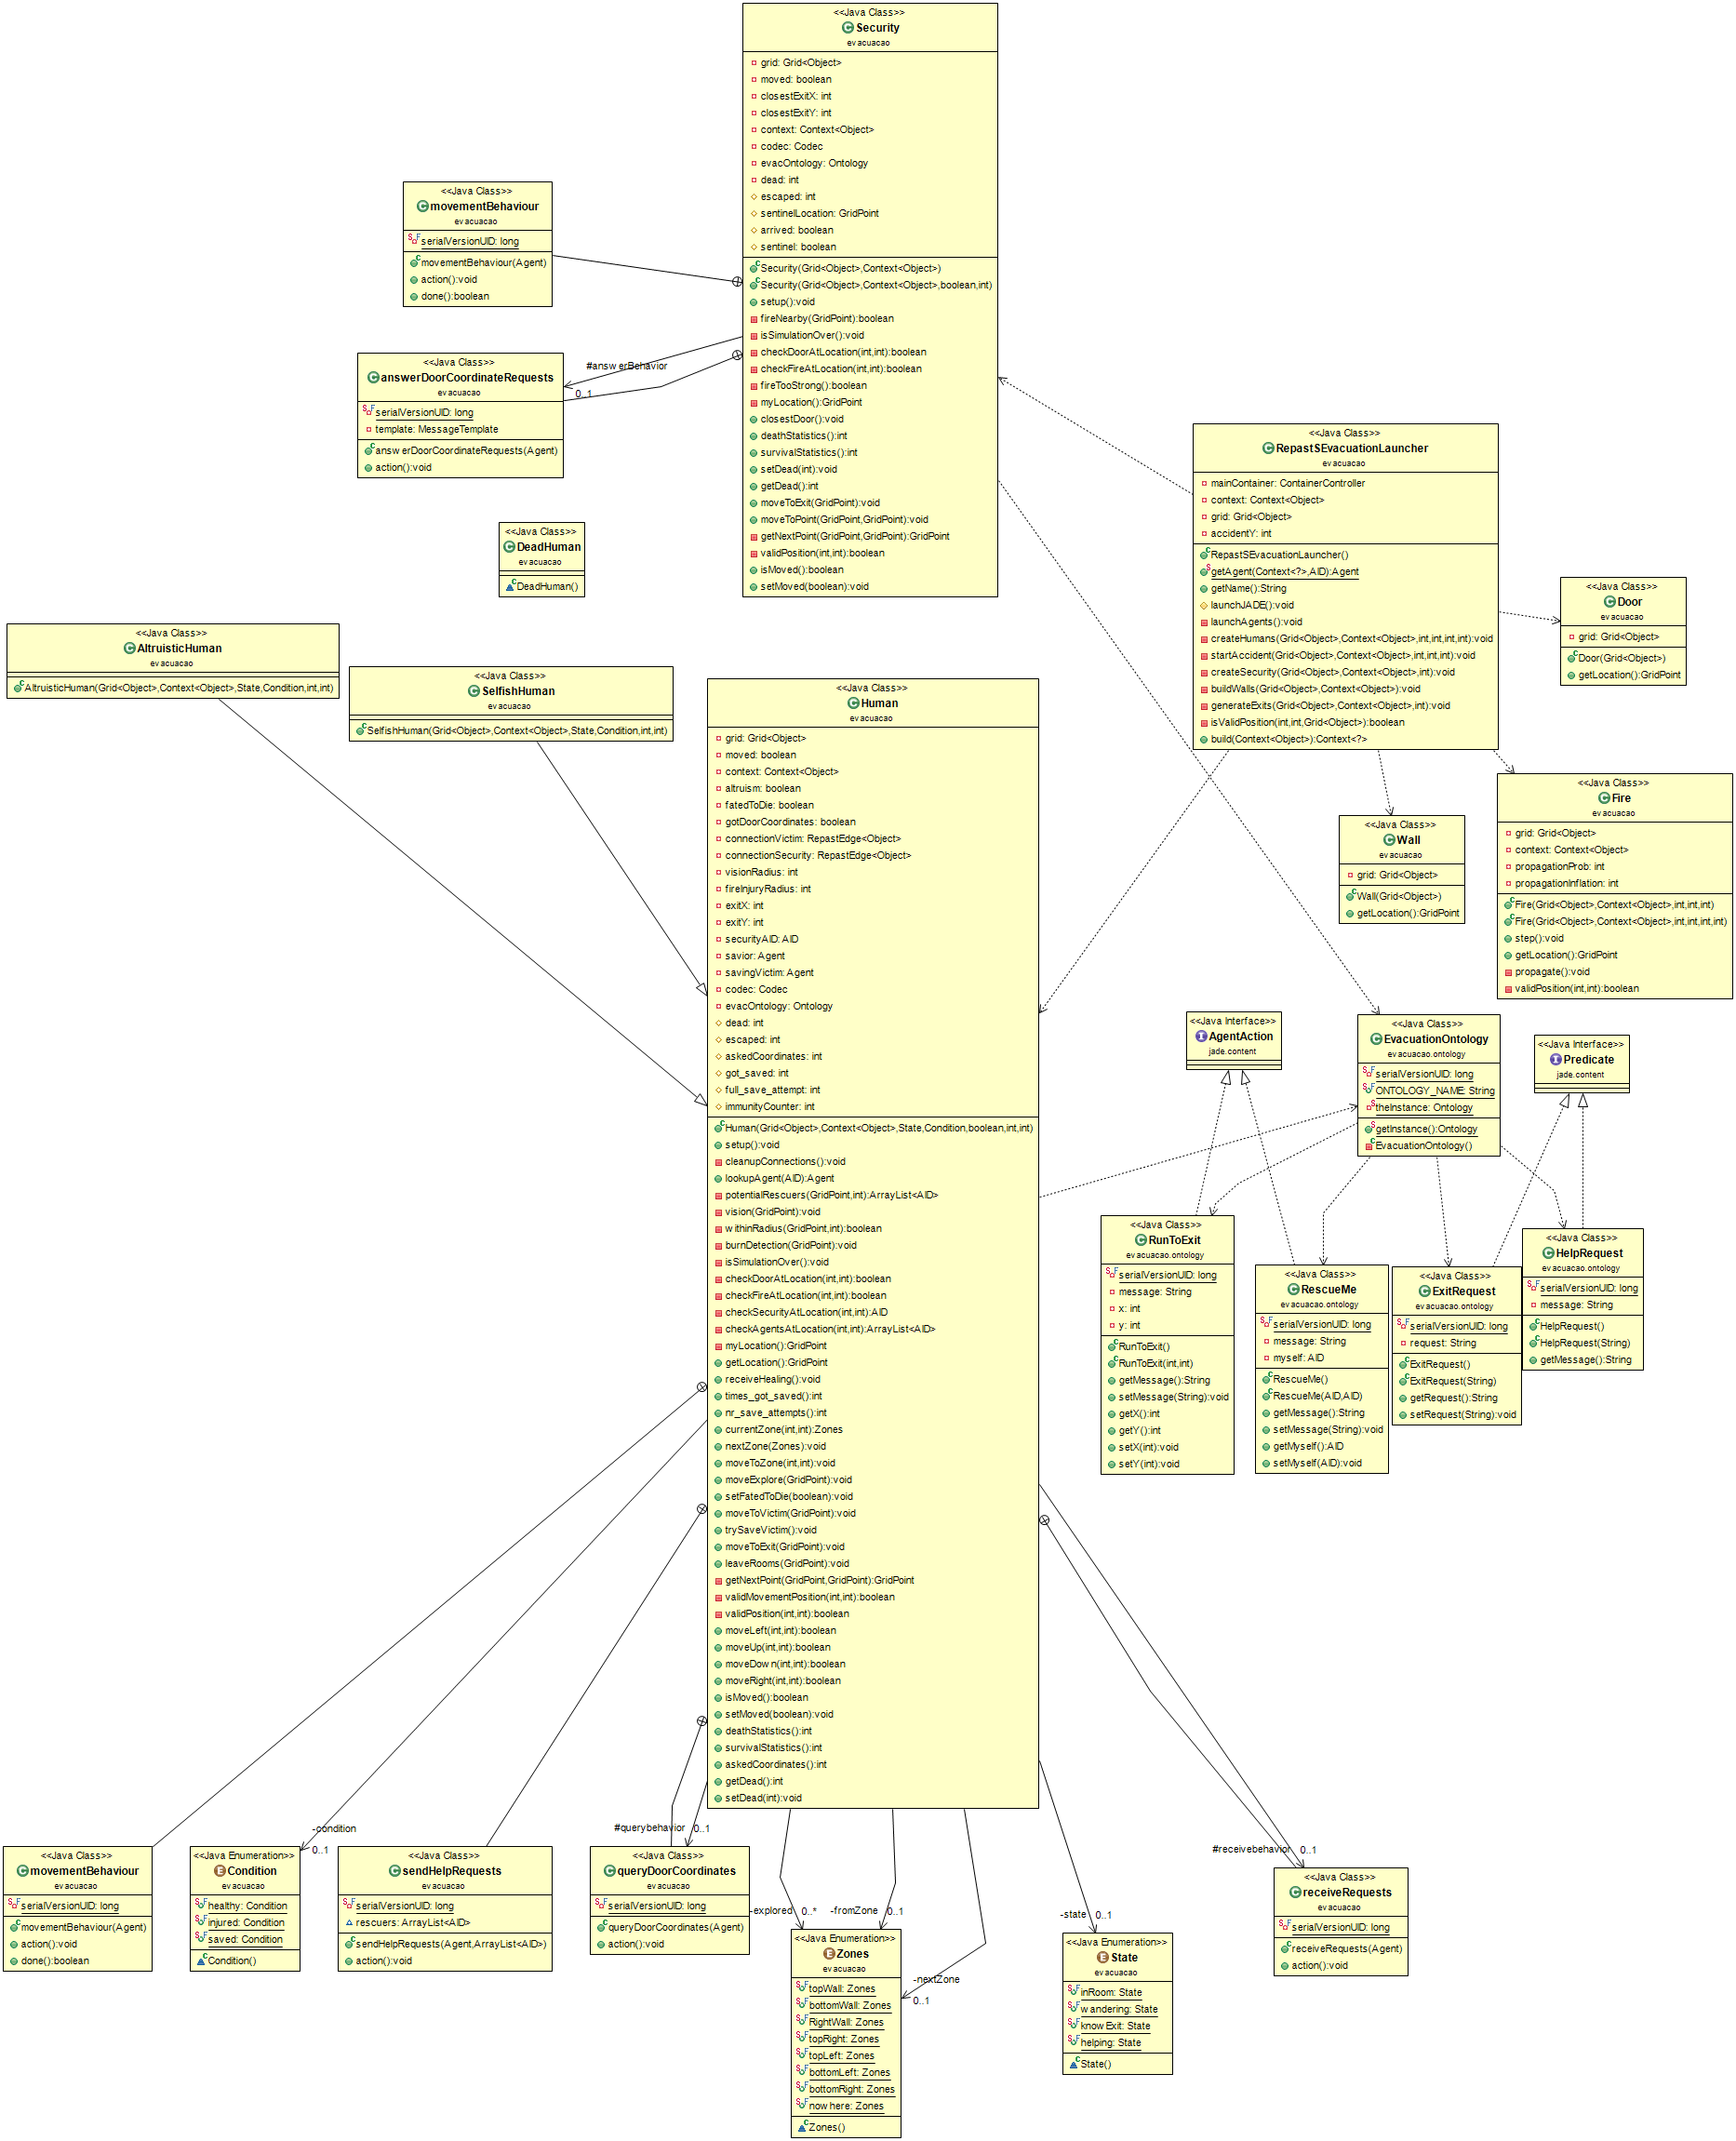 <<Java Class>>
Security
evacuacao
grid: Grid<Object>
moved: boolean
closestExitX: int
closestExitY: int
context: Context<Object>
codec: Codec
evacOntology: Ontology
dead: int
escaped: int
sentinelLocation: GridPoint
arrived: boolean
sentinel: boolean
Security(Grid<Object>,Context<Object>)
Security(Grid<Object>,Context<Object>,boolean,int)
setup():void
fireNearby(GridPoint):boolean
isSimulationOver():void
checkDoorAtLocation(int,int):boolean
checkFireAtLocation(int,int):boolean
fireTooStrong():boolean
myLocation():GridPoint
closestDoor():void
deathStatistics():int
survivalStatistics():int
setDead(int):void
getDead():int
moveToExit(GridPoint):void
moveToPoint(GridPoint,GridPoint):void
getNextPoint(GridPoint,GridPoint):GridPoint
validPosition(int,int):boolean
isMoved():boolean
setMoved(boolean):void
<<Java Class>>
movementBehaviour
evacuacao
serialVersionUID: long
movementBehaviour(Agent)
action():void
done():boolean
#answerBehavior
0..1
<<Java Class>>
answerDoorCoordinateRequests
evacuacao
serialVersionUID: long
template: MessageTemplate
answerDoorCoordinateRequests(Agent)
action():void
<<Java Class>>
DeadHuman
evacuacao
DeadHuman()
<<Java Class>>
RepastSEvacuationLauncher
evacuacao
mainContainer: ContainerController
context: Context<Object>
grid: Grid<Object>
accidentY: int
RepastSEvacuationLauncher()
getAgent(Context<?>,AID):Agent
getName():String
launchJADE():void
launchAgents():void
createHumans(Grid<Object>,Context<Object>,int,int,int,int):void
startAccident(Grid<Object>,Context<Object>,int,int,int):void
createSecurity(Grid<Object>,Context<Object>,int):void
buildWalls(Grid<Object>,Context<Object>):void
generateExits(Grid<Object>,Context<Object>,int):void
isValidPosition(int,int,Grid<Object>):boolean
build(Context<Object>):Context<?>
<<Java Class>>
Door
evacuacao
grid: Grid<Object>
Door(Grid<Object>)
getLocation():GridPoint
<<Java Class>>
AltruisticHuman
evacuacao
AltruisticHuman(Grid<Object>,Context<Object>,State,Condition,int,int)
<<Java Class>>
SelfishHuman
evacuacao
SelfishHuman(Grid<Object>,Context<Object>,State,Condition,int,int)
<<Java Class>>
Human
evacuacao
grid: Grid<Object>
moved: boolean
context: Context<Object>
altruism: boolean
fatedToDie: boolean
gotDoorCoordinates: boolean
connectionVictim: RepastEdge<Object>
connectionSecurity: RepastEdge<Object>
visionRadius: int
fireInjuryRadius: int
exitX: int
exitY: int
securityAID: AID
savior: Agent
savingVictim: Agent
codec: Codec
evacOntology: Ontology
dead: int
escaped: int
askedCoordinates: int
got_saved: int
full_save_attempt: int
immunityCounter: int
Human(Grid<Object>,Context<Object>,State,Condition,boolean,int,int)
setup():void
cleanupConnections():void
lookupAgent(AID):Agent
potentialRescuers(GridPoint,int):ArrayList<AID>
vision(GridPoint):void
withinRadius(GridPoint,int):boolean
burnDetection(GridPoint):void
isSimulationOver():void
checkDoorAtLocation(int,int):boolean
checkFireAtLocation(int,int):boolean
checkSecurityAtLocation(int,int):AID
checkAgentsAtLocation(int,int):ArrayList<AID>
myLocation():GridPoint
getLocation():GridPoint
receiveHealing():void
times_got_saved():int
nr_save_attempts():int
currentZone(int,int):Zones
nextZone(Zones):void
moveToZone(int,int):void
moveExplore(GridPoint):void
setFatedToDie(boolean):void
moveToVictim(GridPoint):void
trySaveVictim():void
moveToExit(GridPoint):void
leaveRooms(GridPoint):void
getNextPoint(GridPoint,GridPoint):GridPoint
validMovementPosition(int,int):boolean
validPosition(int,int):boolean
moveLeft(int,int):boolean
moveUp(int,int):boolean
moveDown(int,int):boolean
moveRight(int,int):boolean
isMoved():boolean
setMoved(boolean):void
deathStatistics():int
survivalStatistics():int
askedCoordinates():int
getDead():int
setDead(int):void
<<Java Class>>
Wall
evacuacao
grid: Grid<Object>
Wall(Grid<Object>)
getLocation():GridPoint
<<Java Class>>
Fire
evacuacao
grid: Grid<Object>
context: Context<Object>
propagationProb: int
propagationInflation: int
Fire(Grid<Object>,Context<Object>,int,int,int)
Fire(Grid<Object>,Context<Object>,int,int,int,int)
step():void
getLocation():GridPoint
propagate():void
validPosition(int,int):boolean
<<Java Interface>>
AgentAction
jade.content
<<Java Class>>
EvacuationOntology
evacuacao.ontology
serialVersionUID: long
ONTOLOGY_NAME: String
theInstance: Ontology
getInstance():Ontology
EvacuationOntology()
<<Java Interface>>
Predicate
jade.content
<<Java Class>>
RunToExit
evacuacao.ontology
serialVersionUID: long
message: String
x: int
y: int
RunToExit()
RunToExit(int,int)
getMessage():String
setMessage(String):void
getX():int
getY():int
setX(int):void
setY(int):void
<<Java Class>>
RescueMe
evacuacao.ontology
serialVersionUID: long
message: String
myself: AID
RescueMe()
RescueMe(AID,AID)
getMessage():String
setMessage(String):void
getMyself():AID
setMyself(AID):void
<<Java Class>>
ExitRequest
evacuacao.ontology
serialVersionUID: long
request: String
ExitRequest()
ExitRequest(String)
getRequest():String
setRequest(String):void
<<Java Class>>
HelpRequest
evacuacao.ontology
serialVersionUID: long
message: String
HelpRequest()
HelpRequest(String)
getMessage():String
-condition
0..1
#querybehavior
0..1
#receivebehavior
0..1
<<Java Class>>
movementBehaviour
evacuacao
serialVersionUID: long
movementBehaviour(Agent)
action():void
done():boolean
<<Java Enumeration>>
Condition
evacuacao
healthy: Condition
injured: Condition
saved: Condition
Condition()
<<Java Class>>
sendHelpRequests
evacuacao
serialVersionUID: long
rescuers: ArrayList<AID>
sendHelpRequests(Agent,ArrayList<AID>)
action():void
<<Java Class>>
queryDoorCoordinates
evacuacao
serialVersionUID: long
queryDoorCoordinates(Agent)
action():void
-explored
0..*
-fromZone
0..1
-nextZone
0..1
<<Java Enumeration>>
Zones
evacuacao
topWall: Zones
bottomWall: Zones
RightWall: Zones
topRight: Zones
topLeft: Zones
bottomLeft: Zones
bottomRight: Zones
nowhere: Zones
Zones()
-state
0..1
<<Java Enumeration>>
State
evacuacao
inRoom: State
wandering: State
knowExit: State
helping: State
State()
<<Java Class>>
receiveRequests
evacuacao
serialVersionUID: long
receiveRequests(Agent)
action():void